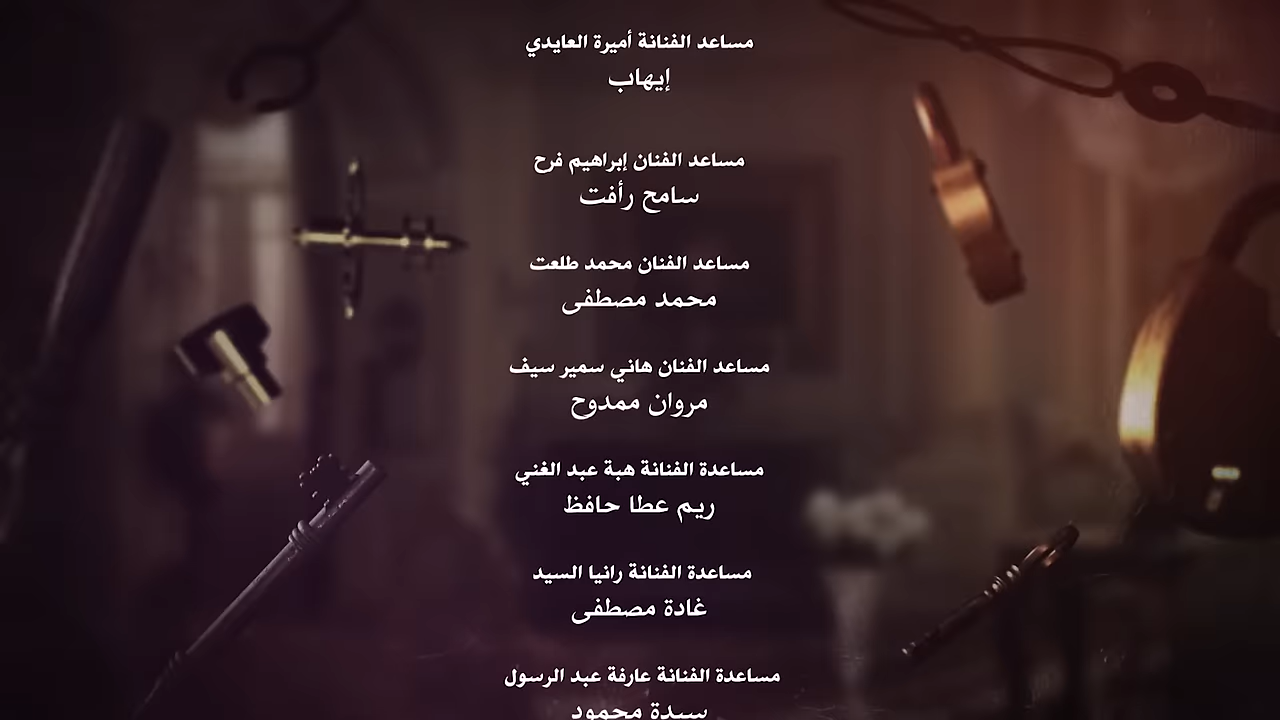 مساعد الفنانة أميرة العايدي
إيهاب
مساعد الفنان إبراهيم فرح
سامح رأفت
مساعد الفنان محمد طلعت
محمد مصطفى
مساعد الفنان هاني سمير سيف
مروان ممدوح
مساعدة الفنانة هبة عبد الغني
ريم عطا حافظ
مساعدة الفنانة رانيا السيد
غادة مصطفى
مساعدة الفنانة عارفة عبد الرسول
سيدة محمود